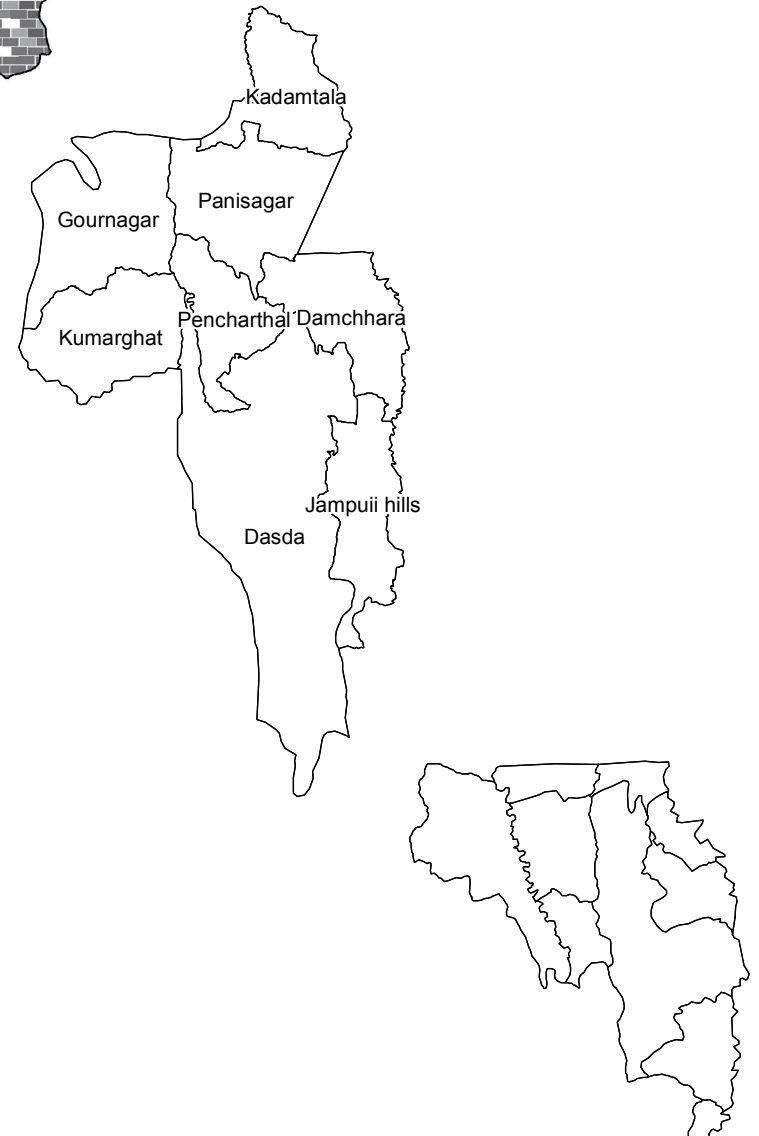 Kadamtala
Panisagar
Gournagar
Pencharthal Damchhara
Kumarghat
Jampuii hills
Dasda